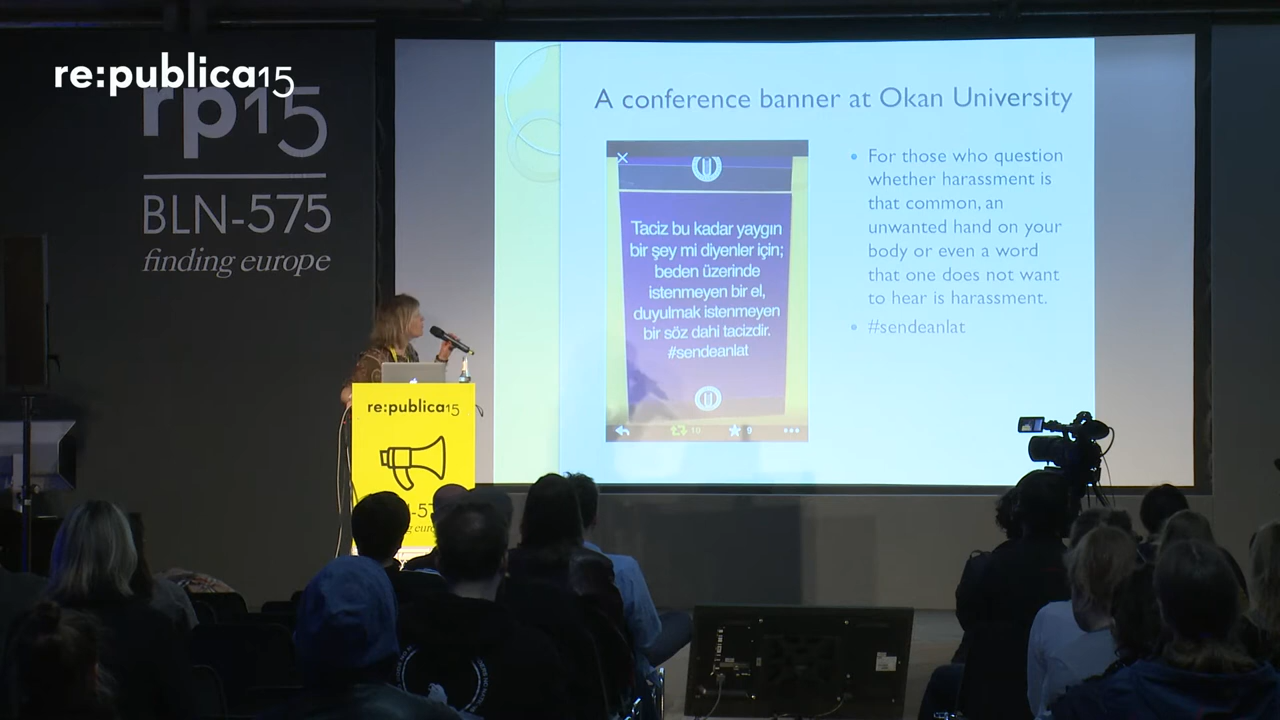 re:publica15
rp15
BLN-575
finding europe
A conference banner at Okan University
Taciz bu kadar yaygın
bir şey mi diyenler için;
beden üzerinde
istenmeyen bir el,
duyulmak istenmeyen
bir söz dahi tacizdir.
#sendeanlat
10
9
• For those who question
whether harassment is
that common, an
unwanted hand on your
body or even a word
that one does not want
to hear is harassment.
• #sendeanlat
re:publica15